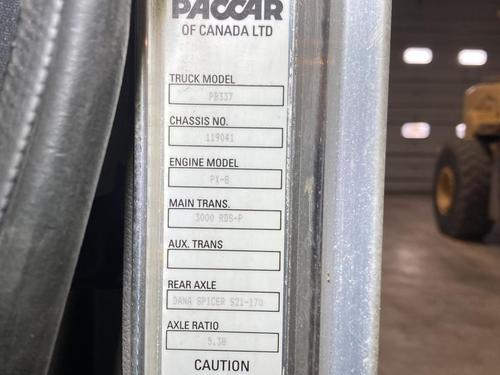 PACCAR
OF CANADA LTD
TRUCK MODEL
PB337
CHASSIS NO.
119041
ENGINE MODEL
PX-8
MAIN TRANS.
3000 RDS-P
AUX. TRANS
REAR AXLE
DANA SPICER S21-170
AXLE RATIO
5.38
CAUTION